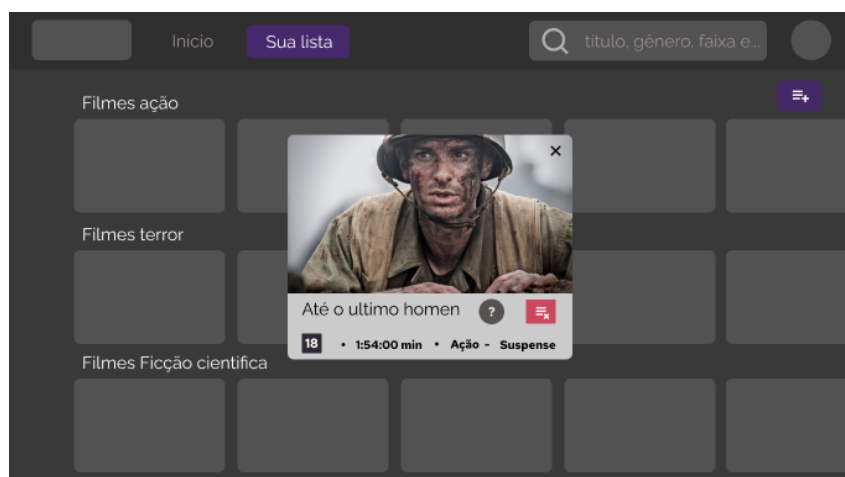 Início
Sua lista
título, gênero, faixa e...
Filmes ação
Filmes terror
Até o ultimo homen
?
18 • 1:54:00 min • Ação - Suspense
Filmes Ficção cientifica